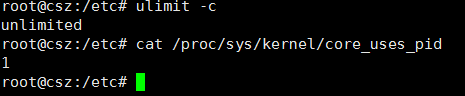 root@csz:/etc# ulimit -c
unlimited
root@csz:/etc# cat /proc/sys/kernel/core_uses_pid
1
root@csz:/etc#